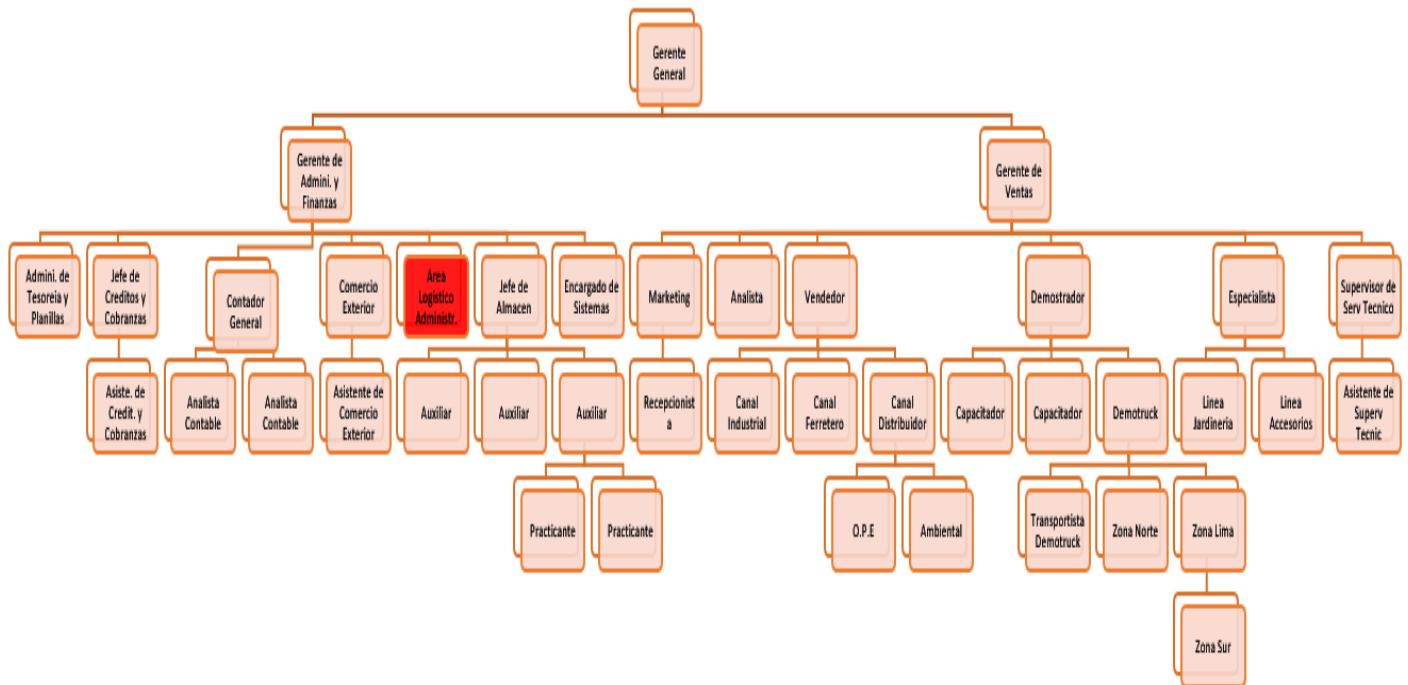 Gerente
General
Gerente de
Admini. y
Finanzas
Gerente de
Ventas
Admini. de
Tesoreia y
Planillas
Jefe de
Creditos y
Cobranzas
Contador
General
Comercio
Exterior
Area
Logistico
Administr.
Jefe de
Almacen
Encargado de
Sistemas
Marketing
Analista
Vendedor
Demostrador
Especialista
Supervisor de
Serv Tecnico
Asiste. de
Credit. y
Cobranzas
Analista
Contable
Analista
Contable
Asistente de
Comercio
Exterior
Auxiliar
Auxiliar
Auxiliar
Recepcionist
a
Canal
Industrial
Canal
Ferretero
Canal
Distribuidor
Capacitador
Capacitador
Demotruck
Linea
Jardineria
Linea
Accesorios
Asistente de
Superv
Tecnic
Practicante
Practicante
O.P.E
Ambiental
Transportista
Demotruck
Zona Norte
Zona Lima
Zona Sur